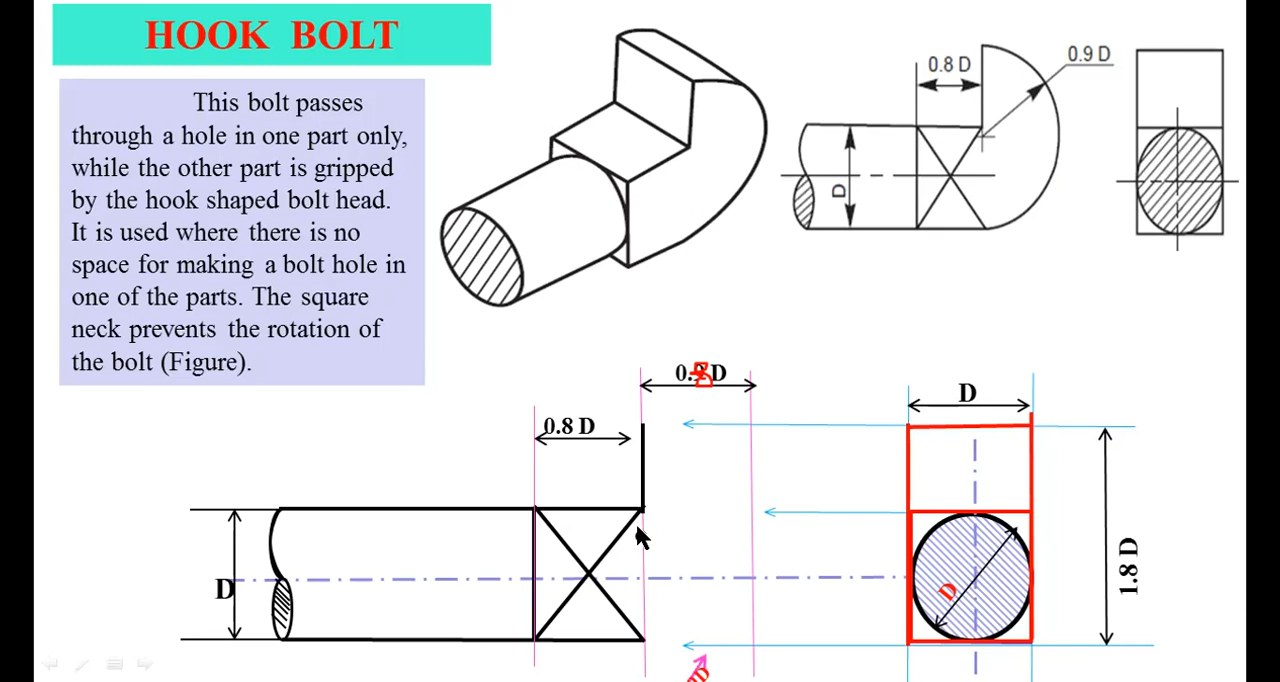 HOOK BOLT
This bolt passes
through a hole in one part only,
while the other part is gripped
by the hook shaped bolt head.
It is used where there is no
space for making a bolt hole in
one of the parts. The square
neck prevents the rotation of
the bolt (Figure).
0.8 D
0.9 D
D
0.8 D
D
D
D
1.8 D